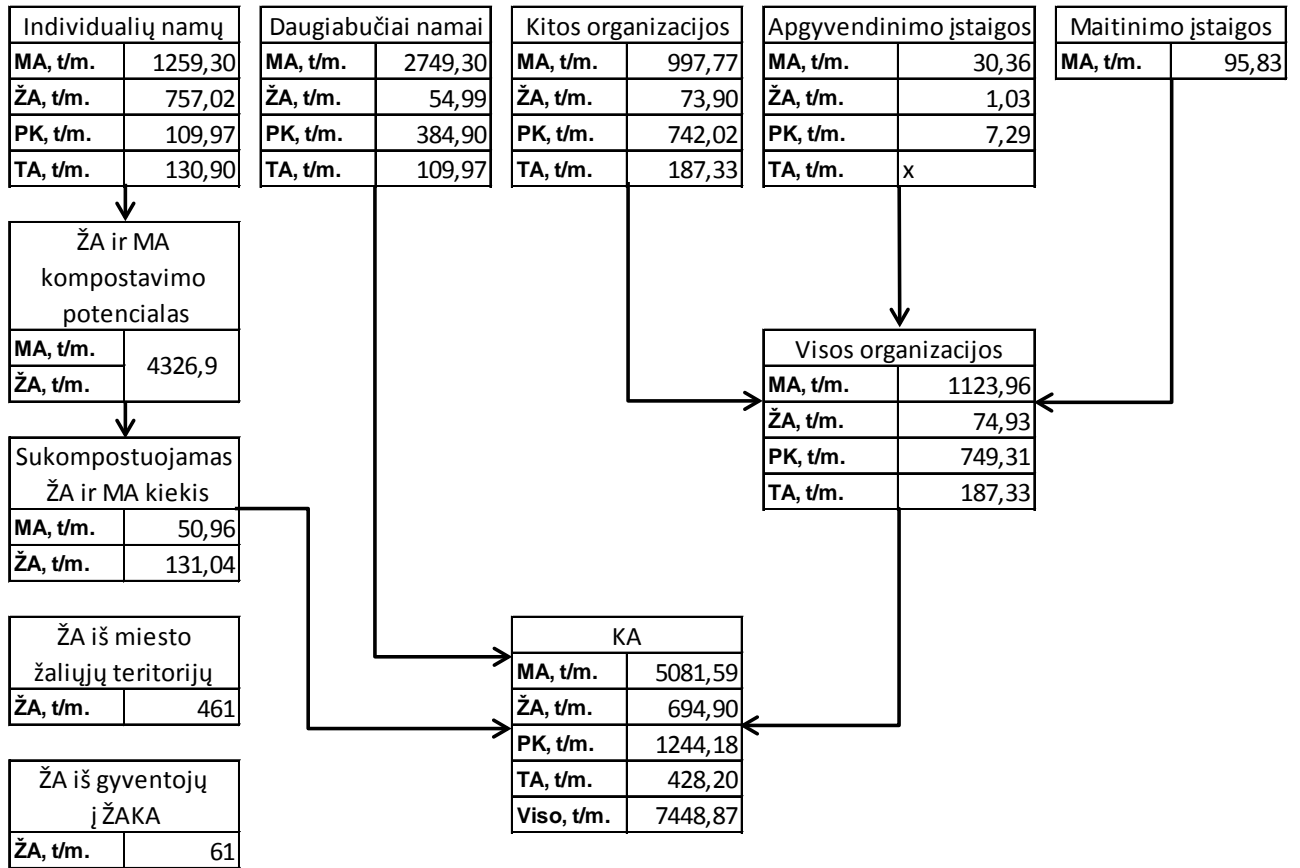 Individualių namų
MA, t/m. 1259,30
ŽA, t/m. 757,02
PK, t/m. 109,97
TA, t/m. 130,90
Daugiabučiai namai
MA, t/m. 2749,30
ŽA, t/m. 54,99
PK, t/m. 384,90
TA, t/m. 109,97
Kitos organizacijos
MA, t/m. 997,77
ŽA, t/m. 73,90
PK, t/m. 742,02
TA, t/m. 187,33
Apgyvendinimo įstaigos
MA, t/m. 30,36
ŽA, t/m. 1,03
PK, t/m. 7,29
TA, t/m. x
Maitinimo įstaigos
MA, t/m. 95,83
ŽA ir MA
kompostavimo
potencialas
MA, t/m. 4326,9
ŽA, t/m.
Visos organizacijos
MA, t/m. 1123,96
ŽA, t/m. 74,93
PK, t/m. 749,31
TA, t/m. 187,33
Sukompostuojamas
ŽA ir MA kiekis
MA, t/m. 50,96
ŽA, t/m. 131,04
ŽA iš miesto
žaliųjų teritorijų
ŽA, t/m. 461
KA
MA, t/m. 5081,59
ŽA, t/m. 694,90
PK, t/m. 1244,18
TA, t/m. 428,20
Viso, t/m. 7448,87
ŽA iš gyventojų
į ŽAKA
ŽA, t/m. 61